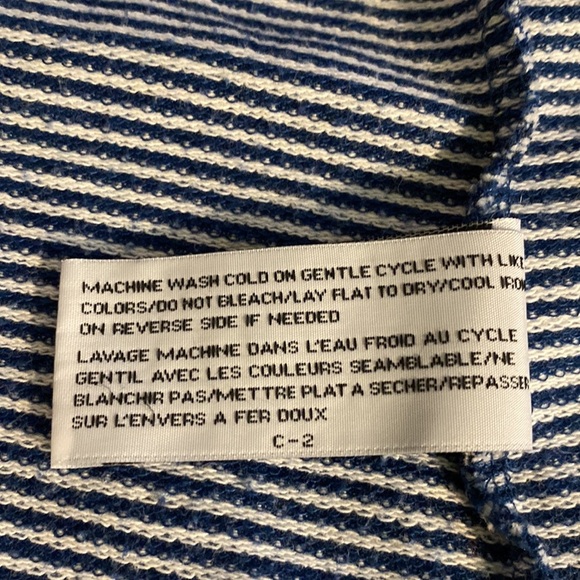 MACHINE WASH COLD ON GENTLE CYCLE WITH LIKE
COLORS/DO NOT BLEACH/LAY FLAT TO DRY/COOL IRON
ON REVERSE SIDE IF NEEDED
LAVAGE MACHINE DANS L'EAU FROID AU CYCLE
GENTIL AVEC LES COULEURS SEAMBLABLE/NE
BLANCHIR PAS/METTRE PLAT A SECHER/REPASSER
SUR L'ENVERS A FER DOUX
C-2